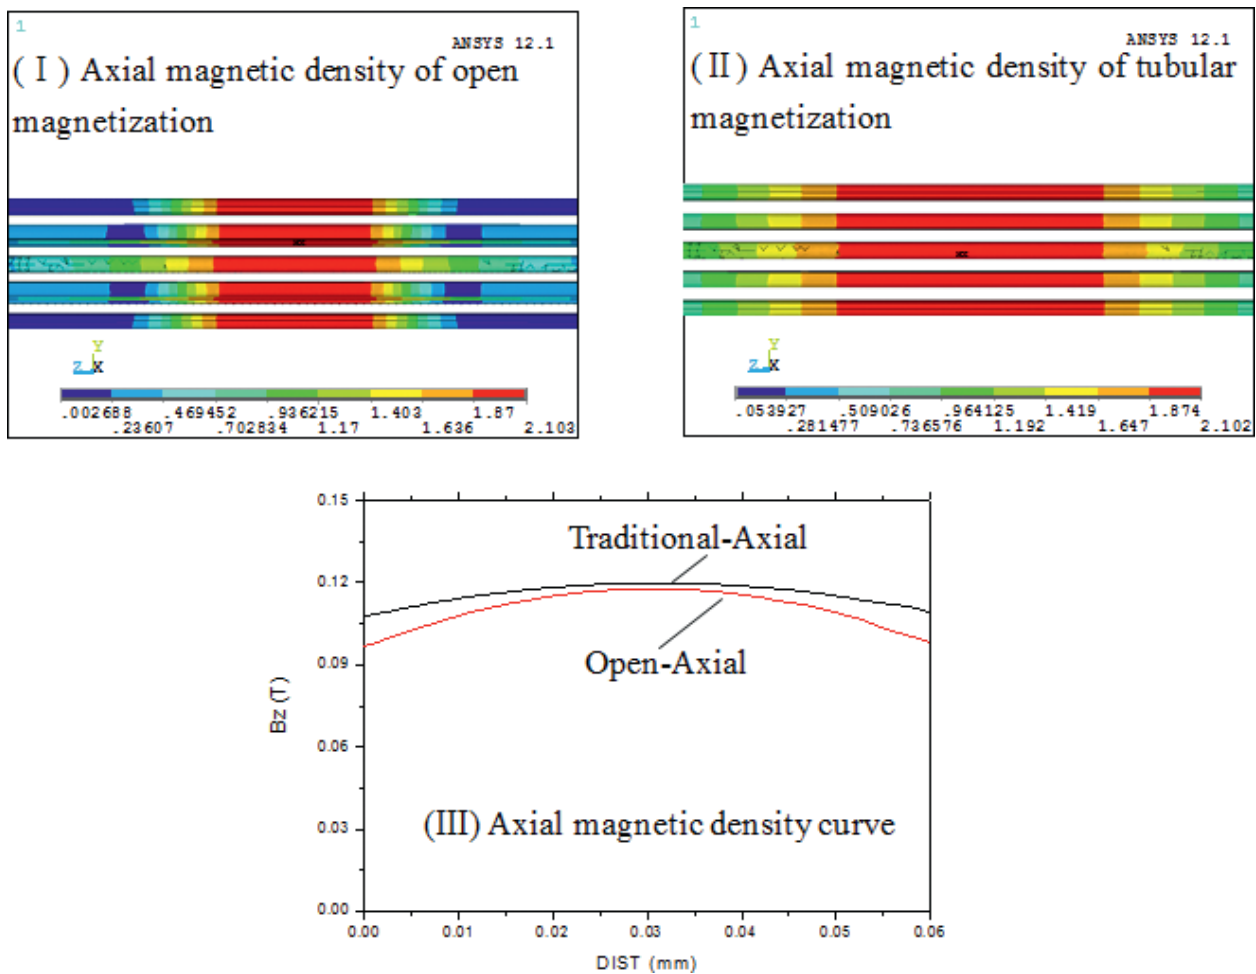 1
ANSYS 12.1
(Ⅰ) Axial magnetic density of open
magnetization
Y
Z X
.002688 .469452 .936215 1.403 1.87
.23607 .702834 1.17 1.636 2.103
1
ANSYS 12.1
(Ⅱ) Axial magnetic density of tubular
magnetization
Y
Z X
.053927 .509026 .964125 1.419 1.874
.281477 .736576 1.192 1.647 2.102
0.15
Traditional-Axial
0.12
Open-Axial
0.09
Bz (T)
0.06
(III) Axial magnetic density curve
0.03
0.00
0.00 0.01 0.02 0.03 0.04 0.05 0.06
DIST (mm)